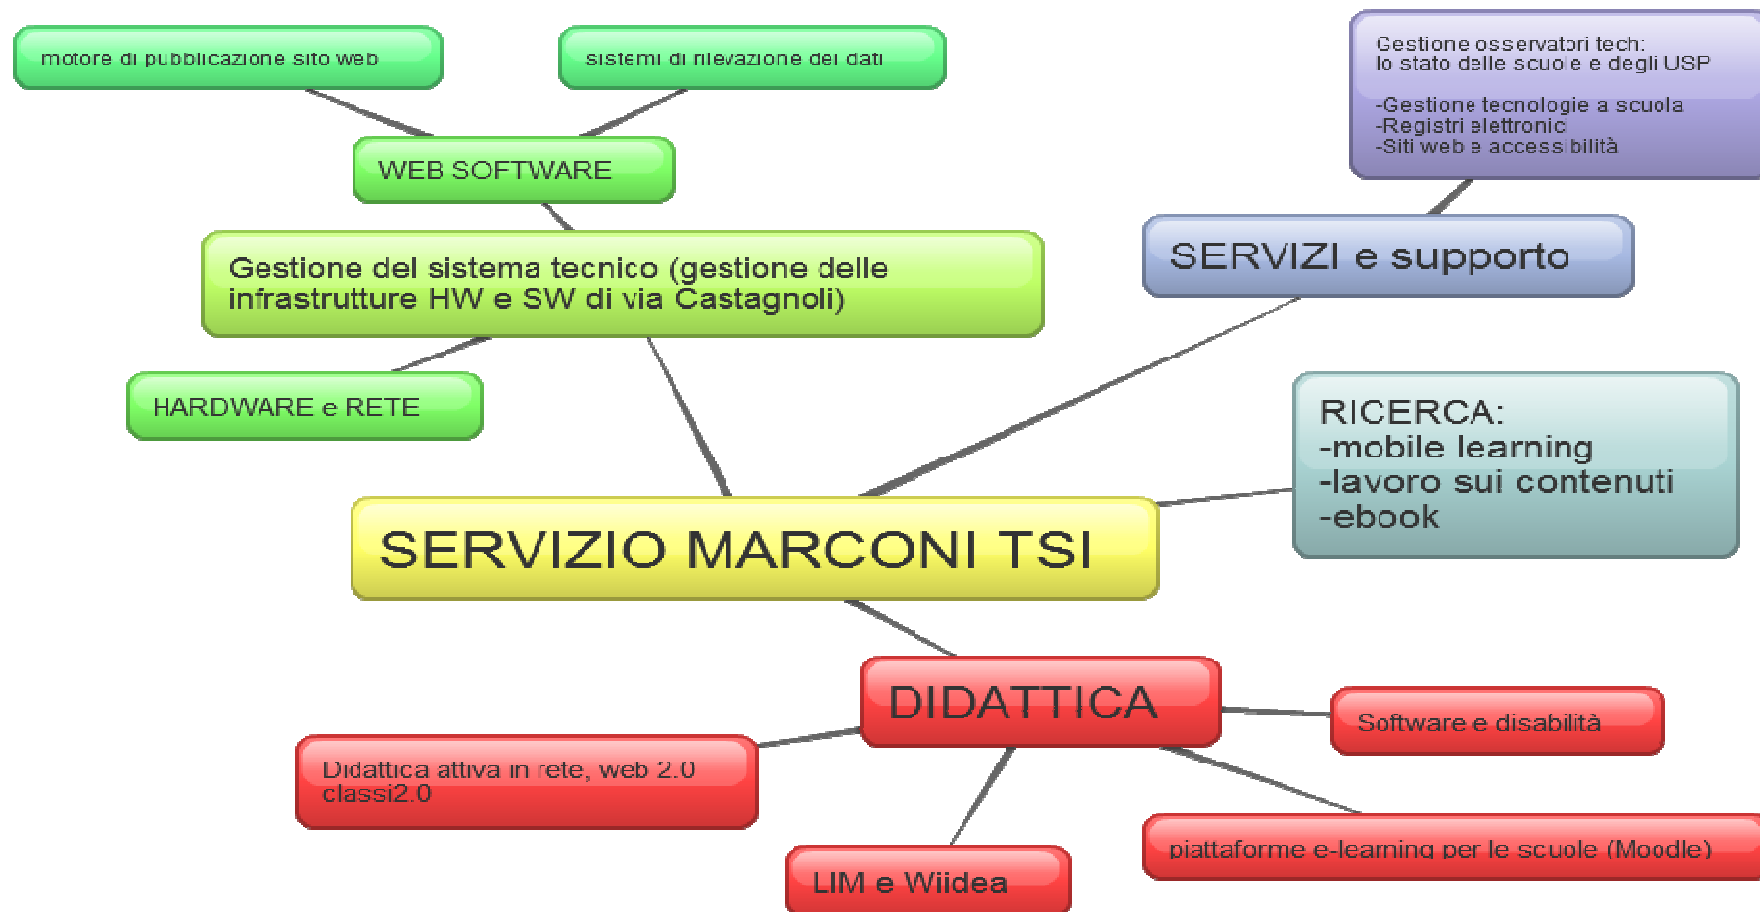 motore di pubblicazione sito web
sistemi di rilevazione dei dati
Gestione osservatori tech:
lo stato delle scuole e degli USP
-Gestione tecnologie a scuola
-Registri elettronici
-Siti web e accessibilità
WEB SOFTWARE
SERVIZI e supporto
Gestione del sistema tecnico (gestione delle
infrastrutture HW e SW di via Castagnoli)
HARDWARE e RETE
RICERCA:
-mobile learning
-lavoro sui contenuti
-ebook
SERVIZIO MARCONI TSI
DIDATTICA
Software e disabilità
Didattica attiva in rete, web 2.0
classi2.0
piattaforme e-learning per le scuole (Moodle)
LIM e Wiidea